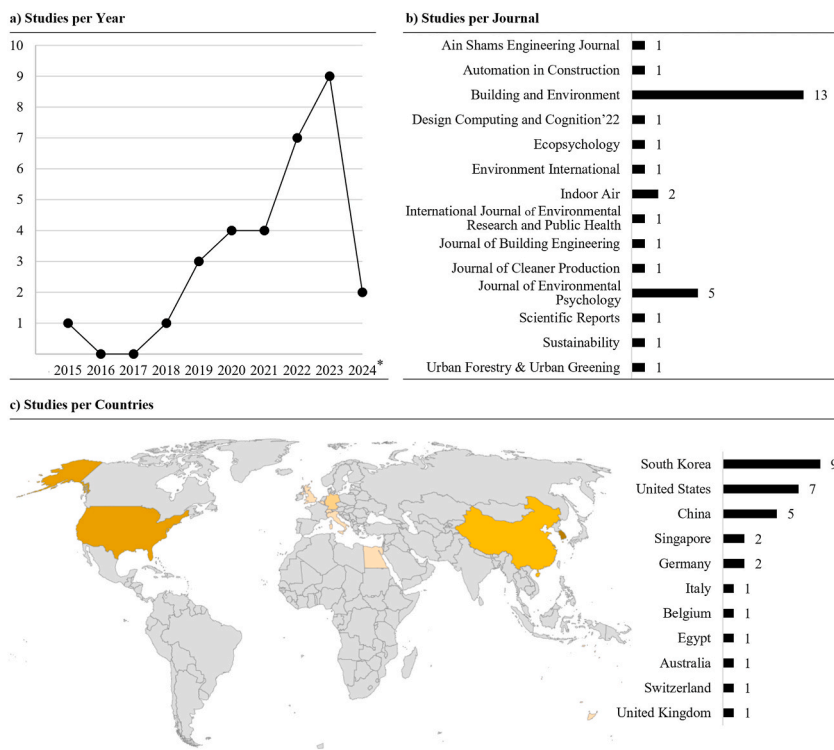 a) Studies per Year
10
9
8
7
6
5
4
3
2
1
2015 2016 2017 2018 2019 2020 2021 2022 2023 2024*
b) Studies per Journal
Ain Shams Engineering Journal 1
Automation in Construction 1
Building and Environment 13
Design Computing and Cognition'22 1
Ecopsychology 1
Environment International 1
Indoor Air 2
International Journal of Environmental
Research and Public Health 1
Journal of Building Engineering 1
Journal of Cleaner Production 1
Journal of Environmental
Psychology 5
Scientific Reports 1
Sustainability 1
Urban Forestry & Urban Greening 1
c) Studies per Countries
South Korea 9
United States 7
China 5
Singapore 2
Germany 2
Italy 1
Belgium 1
Egypt 1
Australia 1
Switzerland 1
United Kingdom 1